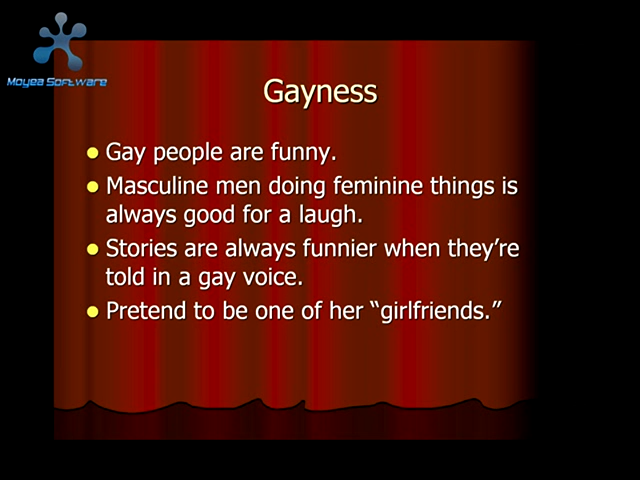 Moyea Software
Gayness
Gay people are funny.
Masculine men doing feminine things is
always good for a laugh.
Stories are always funnier when they’re
told in a gay voice.
Pretend to be one of her “girlfriends.”